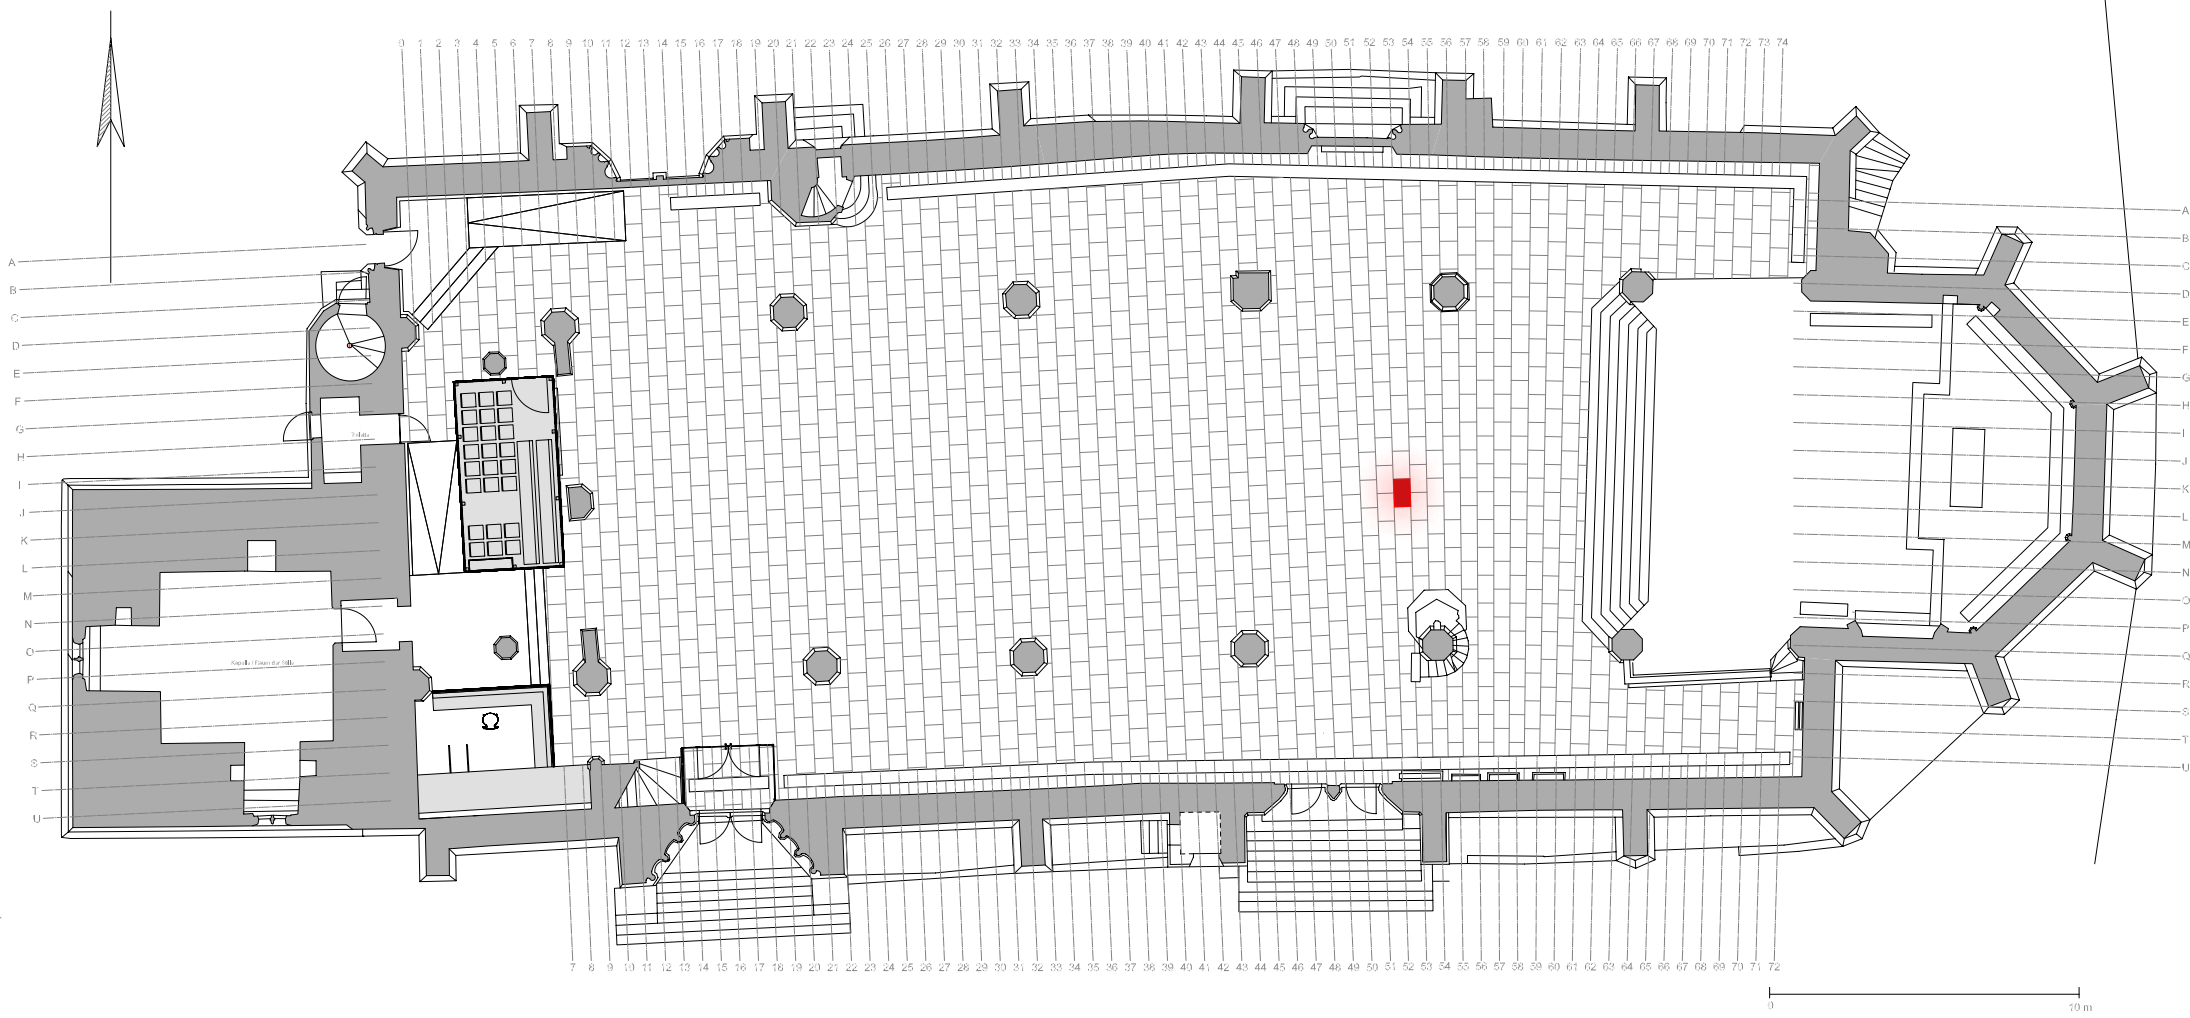 0 1 2 3 4 5 6 7 8 9 10 11 12 13 14 15 16 17 18 19 20 21 22 23 24 25 26 27 28 29 30 31 32 33 34 35 36 37 38 39 40 41 42 43 44 45 46 47 48 49 50 51 52 53 54 55 56 57 58 59 60 61 62 63 64 65 66 67 68 69 70 71 72 73 74
A A
B B
C C
D D
E E
F F
G G
H H
I I
J J
K K
L L
M M
N N
O O
P P
Q Q
R R
S S
T T
U U
7 8 9 10 11 12 13 14 15 16 17 18 19 20 21 22 23 24 25 26 27 28 29 30 31 32 33 34 35 36 37 38 39 40 41 42 43 44 45 46 47 48 49 50 51 52 53 54 55 56 57 58 59 60 61 62 63 64 65 66 67 68 69 70 71 72
0 10 m